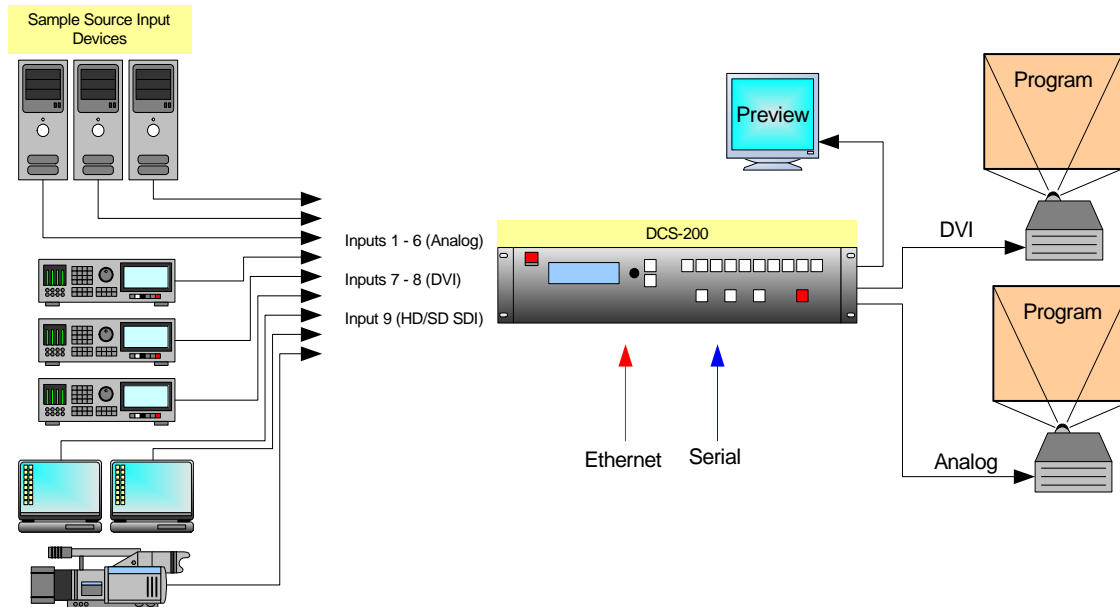 Sample Source Input
Devices
Inputs 1 - 6 (Analog)
Inputs 7 - 8 (DVI)
Input 9 (HD/SD SDI)
DCS-200
Ethernet
Serial
Preview
Program
DVI
Program
Analog